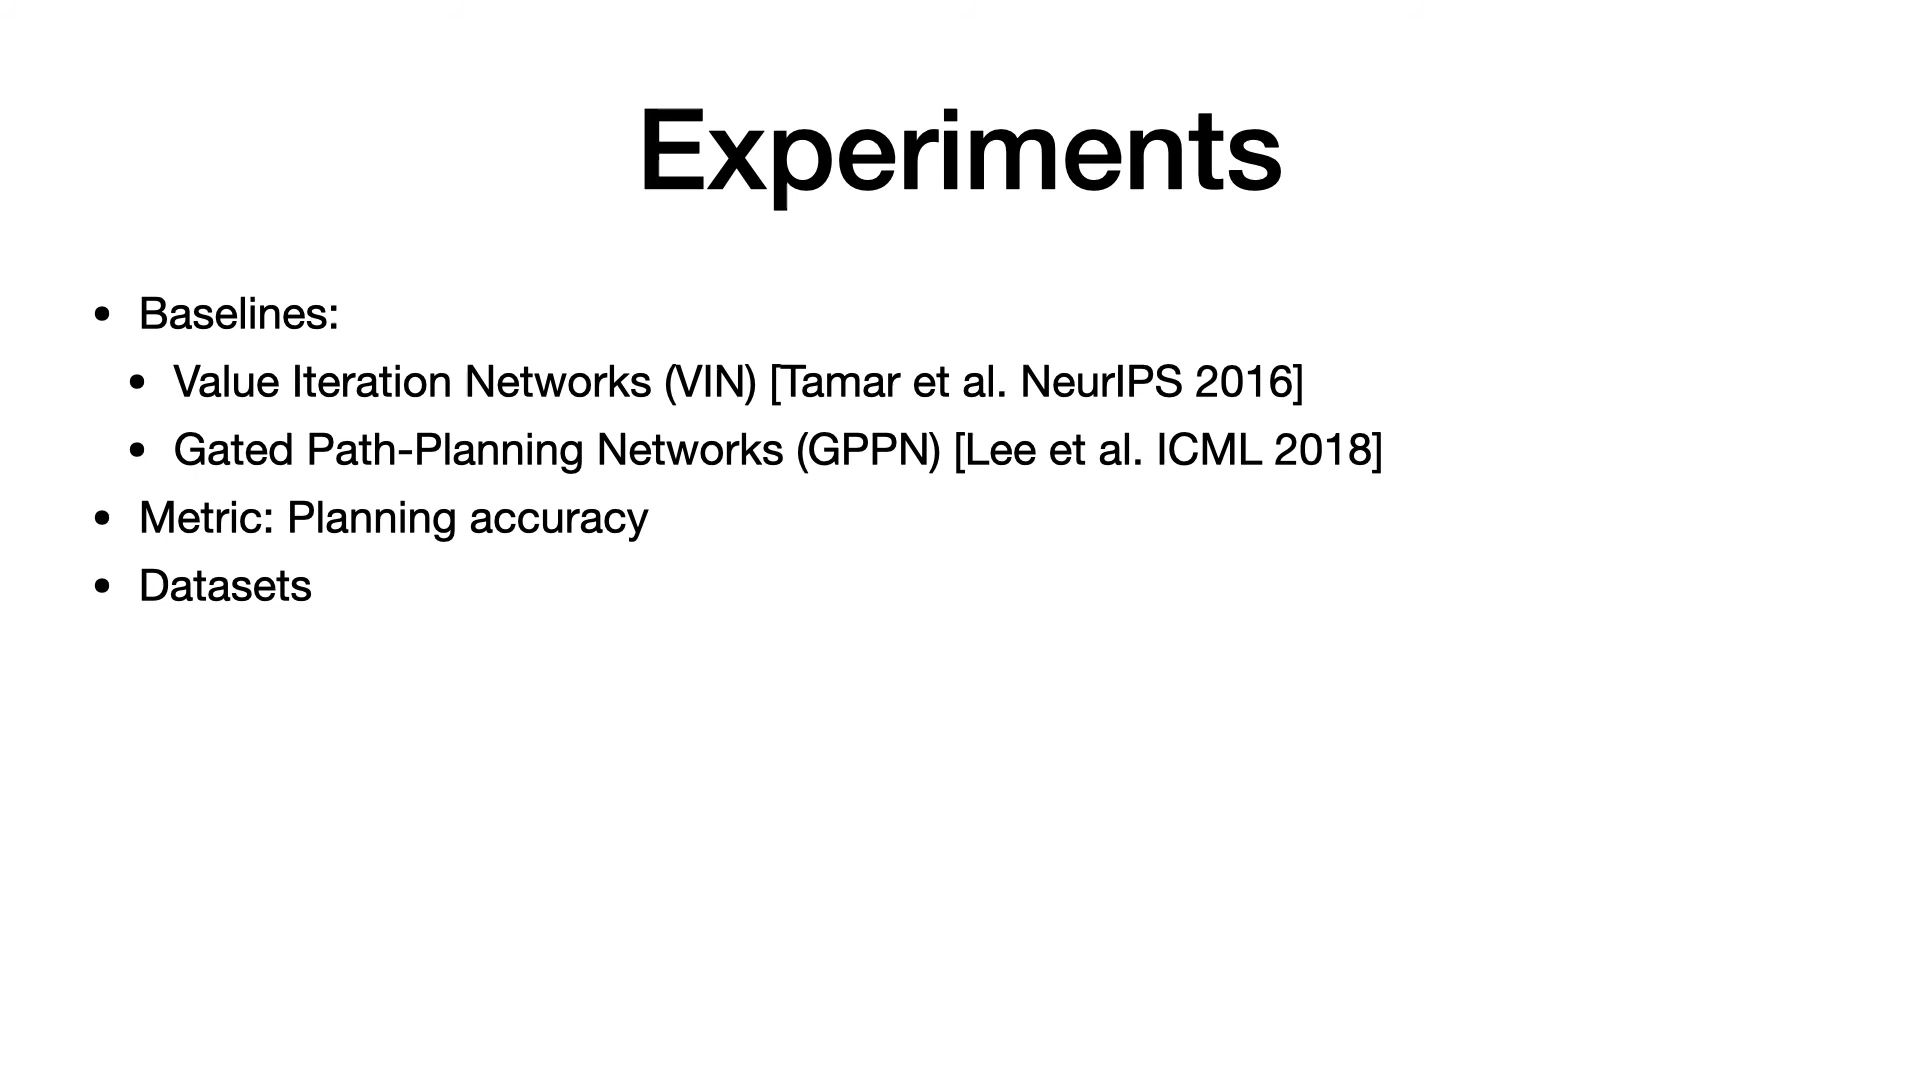 Experiments
• Baselines:
• Value Iteration Networks (VIN) [Tamar et al. NeurIPS 2016]
• Gated Path-Planning Networks (GPPN) [Lee et al. ICML 2018]
• Metric: Planning accuracy
• Datasets